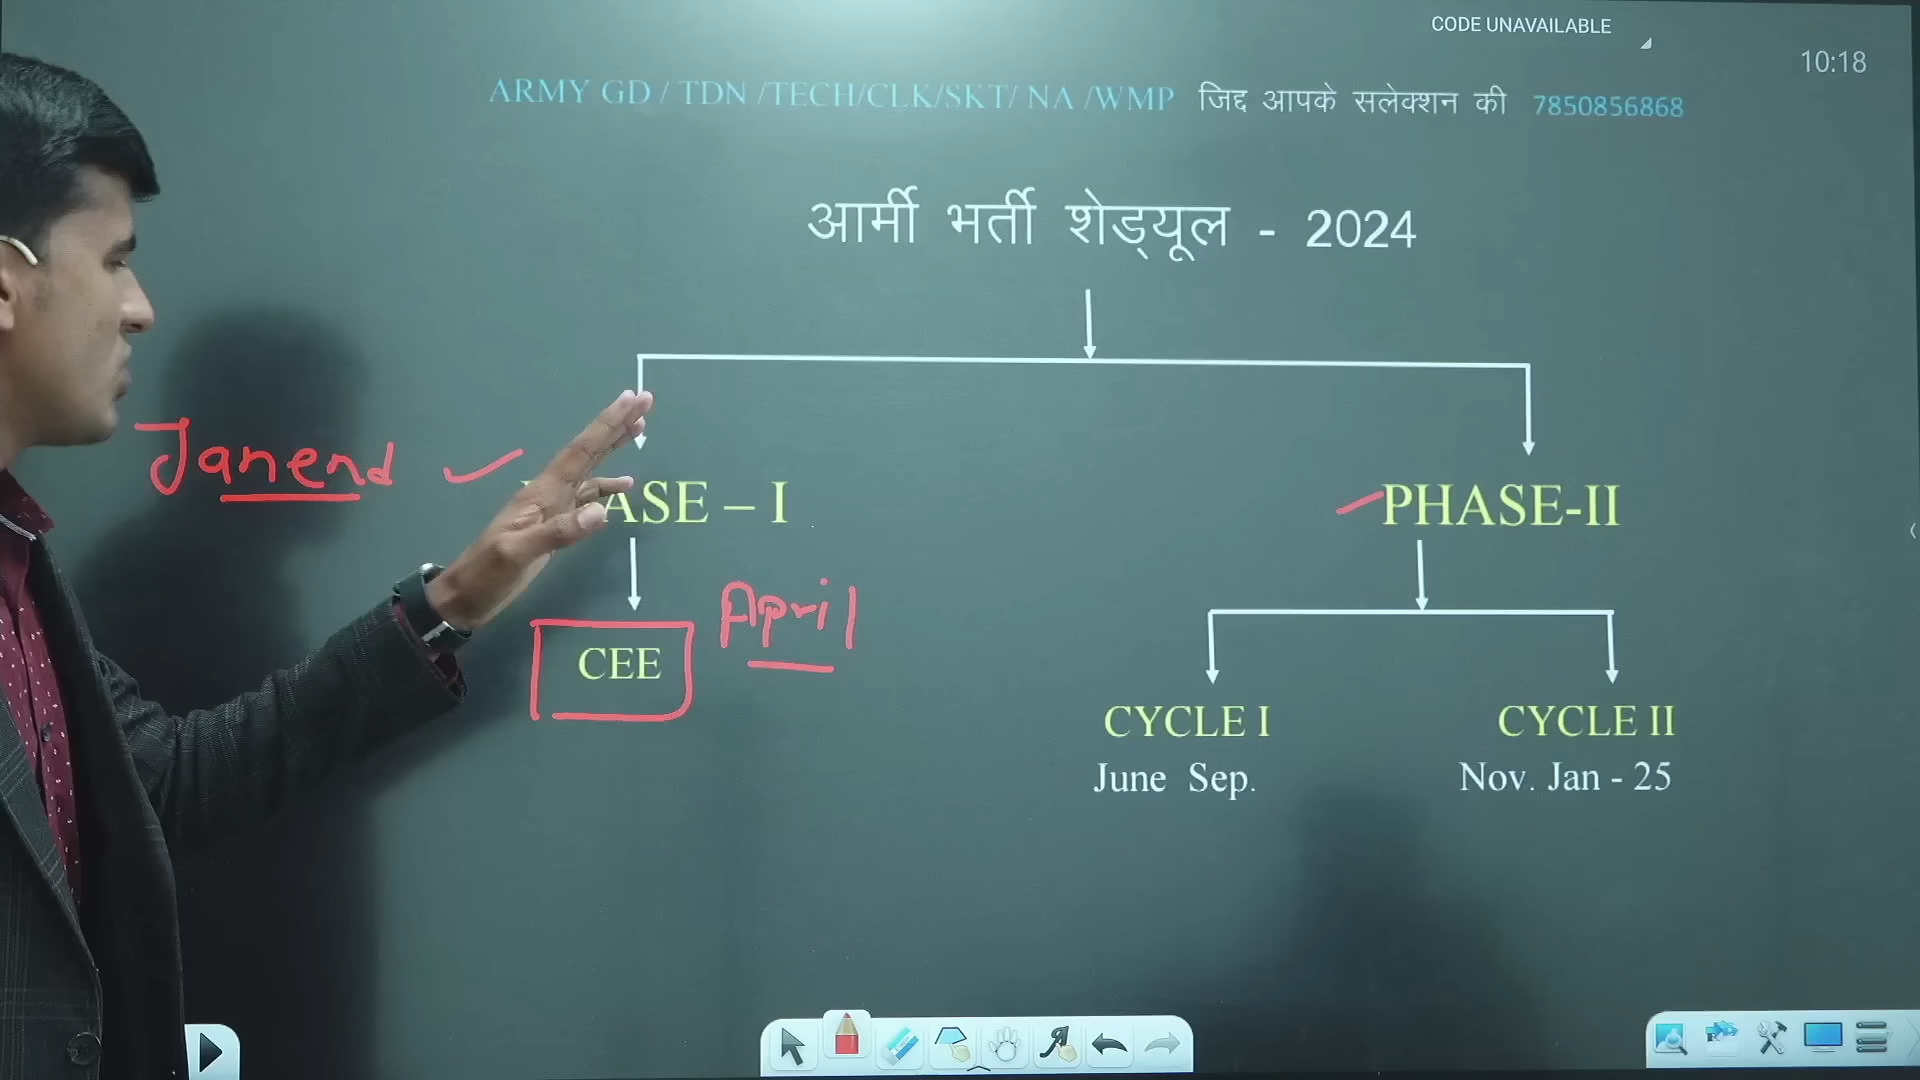 CODE UNAVAILABLE
10:18
ARMY GD / TDN /TECH/CLK/SKT/ NA /WMP जिद्द आपके सलेक्शन की 7850856868
आर्मी भर्ती शेड्यूल - 2024
Janend
ASE – I
PHASE-II
April
CEE
CYCLE I
CYCLE II
June Sep.
Nov. Jan - 25